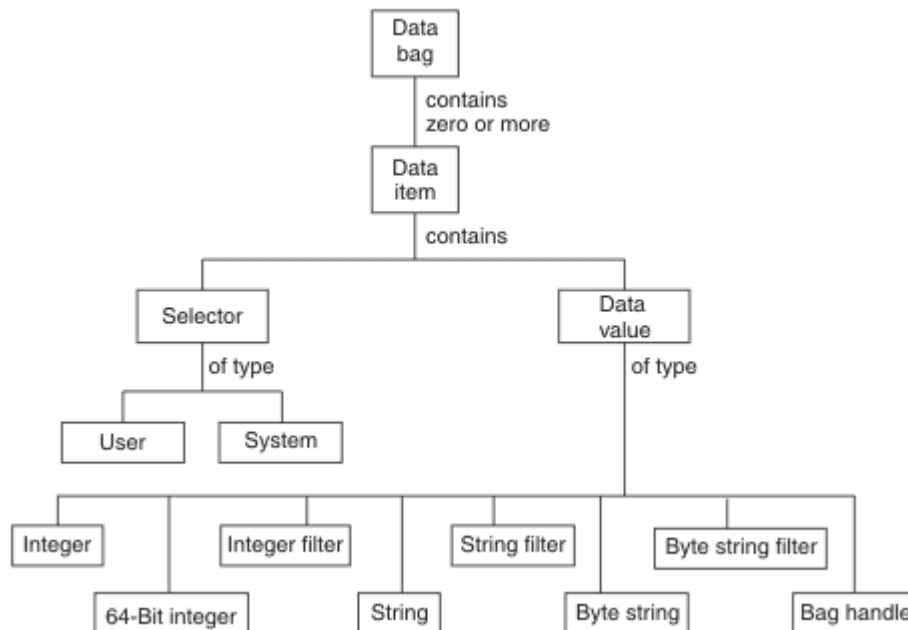 Data
bag
contains
zero or more
Data
item
contains
Selector
Data
value
of type
of type
User
System
Integer
Integer filter
String filter
Byte string filter
64-Bit integer
String
Byte string
Bag handle